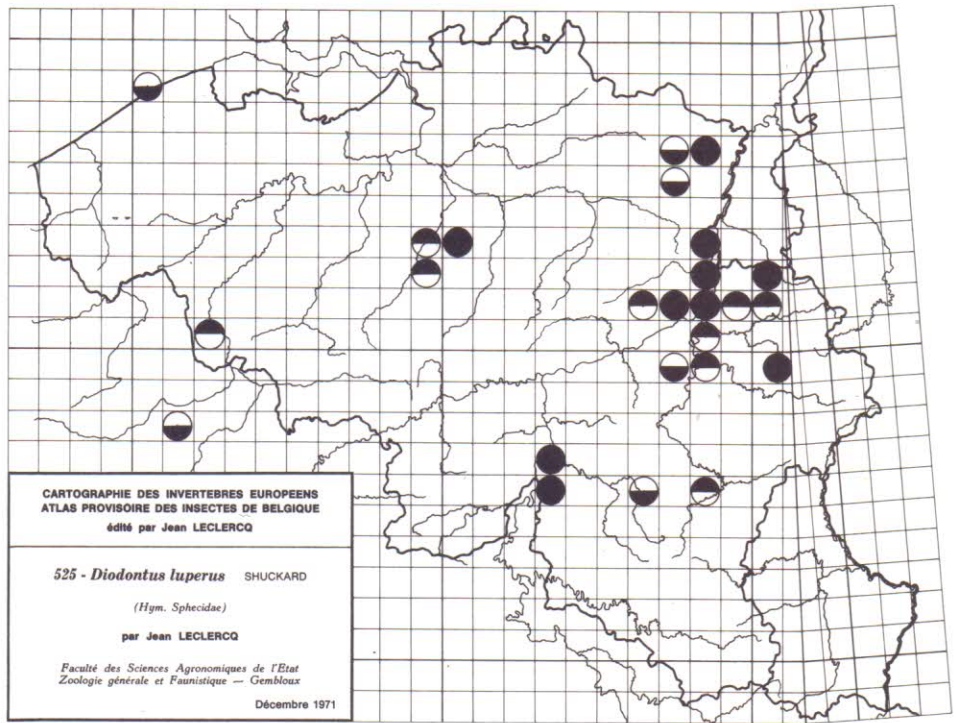 CARTOGRAPHIE DES INVERTEBRES EUROPEENS
ATLAS PROVISOIRE DES INSECTES DE BELGIQUE
édité par Jean LECLERCQ
525 - Diodontus luperus SHUCKARD
(Hym. Sphecidae)
par Jean LECLERCQ
Faculté des Sciences Agronomiques de l'Etat
Zoologie générale et Faunistique — Gembloux
Décembre 1971